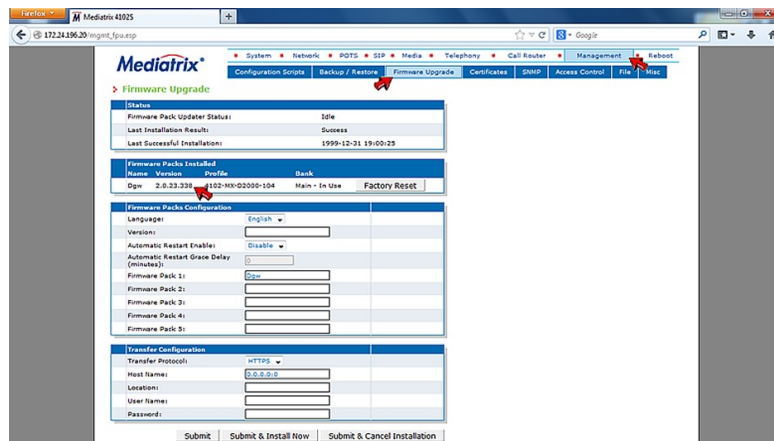 Firefox
Mediatrix 4102S
172.24.196.20/mgmt_fpu.esp
Google
Mediatrix
System Network POTS SIP Media Telephony Call Router Management Reboot
Configuration Scripts Backup / Restore Firmware Upgrade Certificates SNMP Access Control File Misc
Firmware Upgrade
Status
Firmware Pack Updater Status: Idle
Last Installation Result: Success
Last Successful Installation: 1999-12-31 19:00:25
Firmware Packs Installed
Name Version Profile Bank
Dgw 2.0.23.338 4102-MX-D2000-104 Main - In Use Factory Reset
Firmware Packs Configuration
Language: English
Version:
Automatic Restart Enable: Disable
Automatic Restart Grace Delay
(minutes): 0
Firmware Pack 1: Dgw
Firmware Pack 2:
Firmware Pack 3:
Firmware Pack 4:
Firmware Pack 5:
Transfer Configuration
Transfer Protocol: HTTPS
Host Name: 0.0.0.0:0
Location:
User Name:
Password:
Submit Submit & Install Now Submit & Cancel Installation